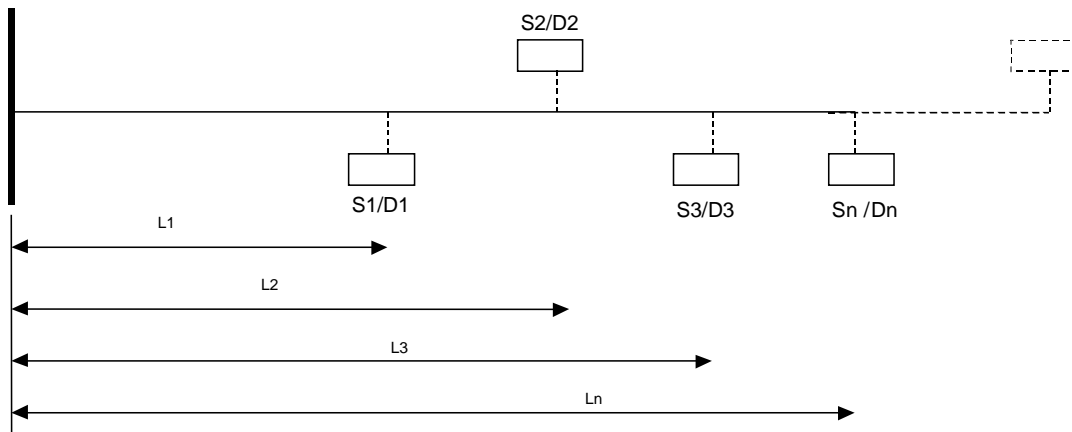 S2/D2
S1/D1
S3/D3
Sn /Dn
L1
L2
L3
Ln